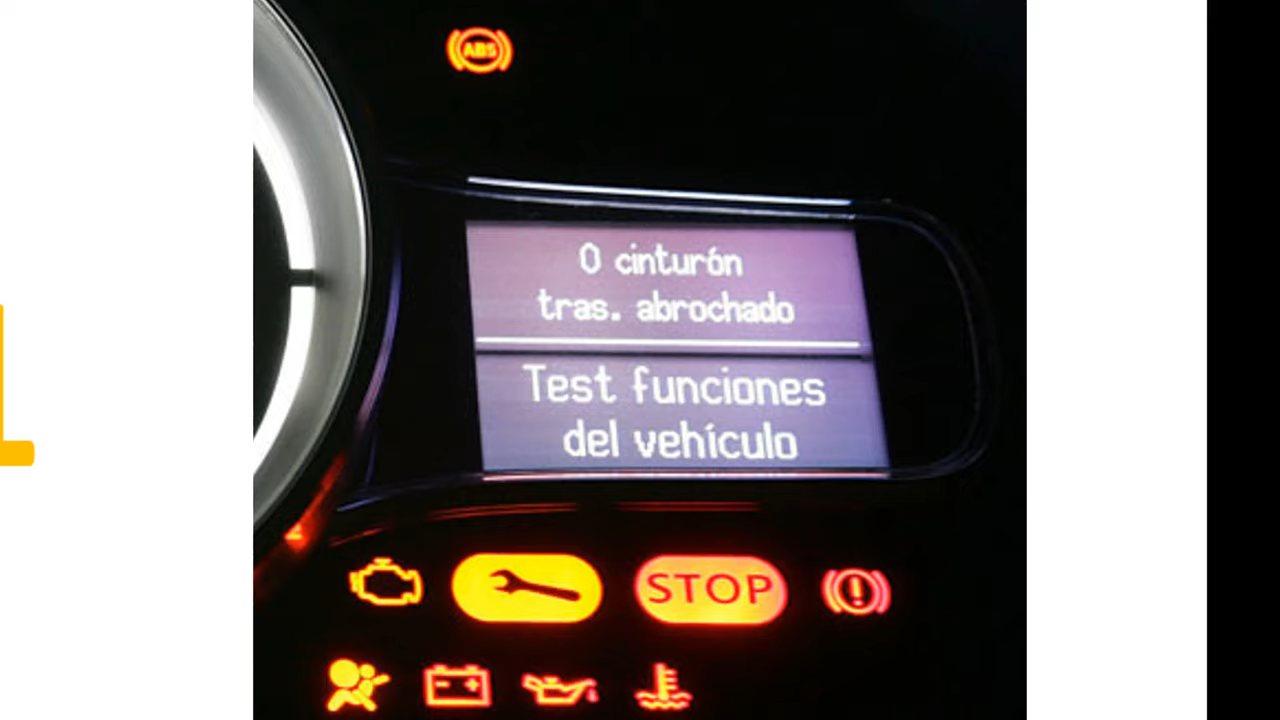 ABS
0 cinturón
tras. abrochado
Test funciones
del vehículo
STOP